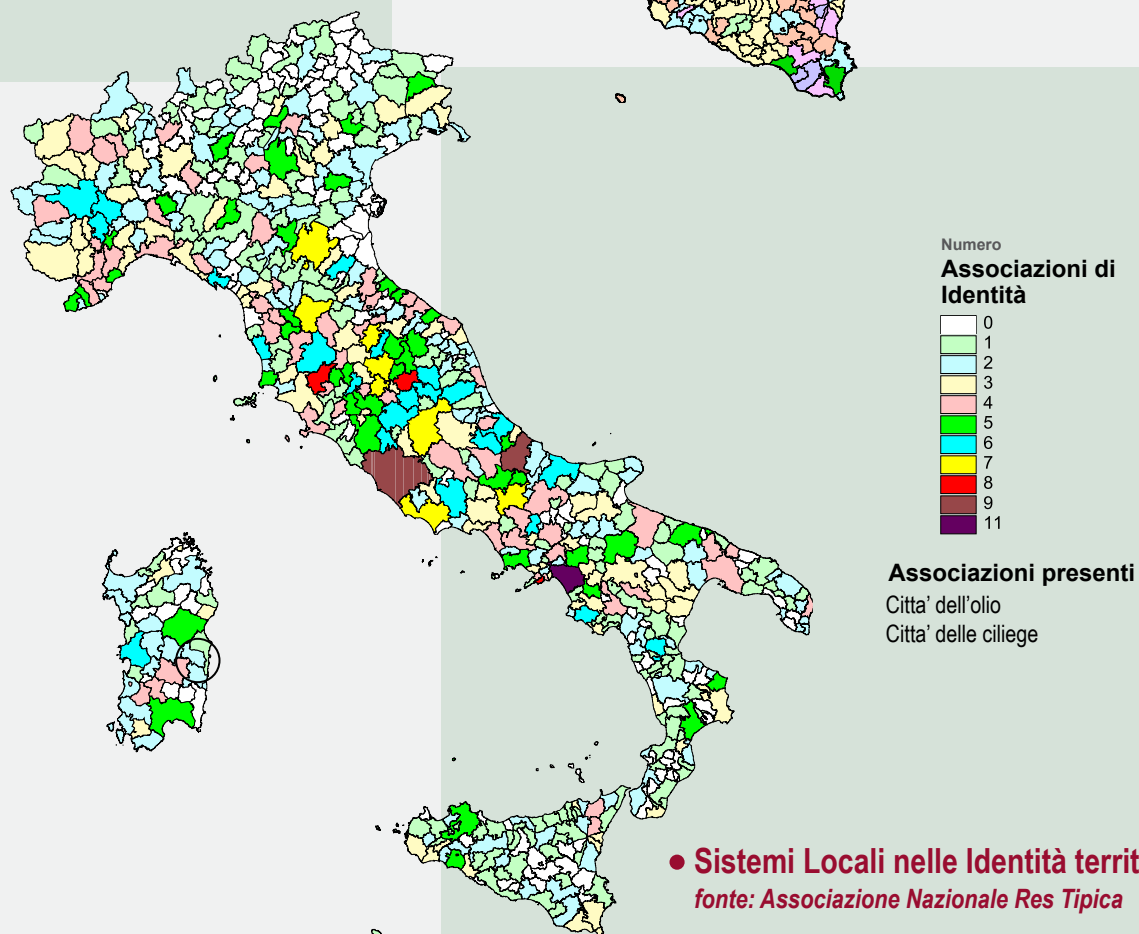 Numero
Associazioni di
Identità
0
1
2
3
4
5
6
7
8
9
11
Associazioni presenti
Citta' dell'olio
Citta' delle ciliege
• Sistemi Locali nelle Identità territ
fonte: Associazione Nazionale Res Tipica